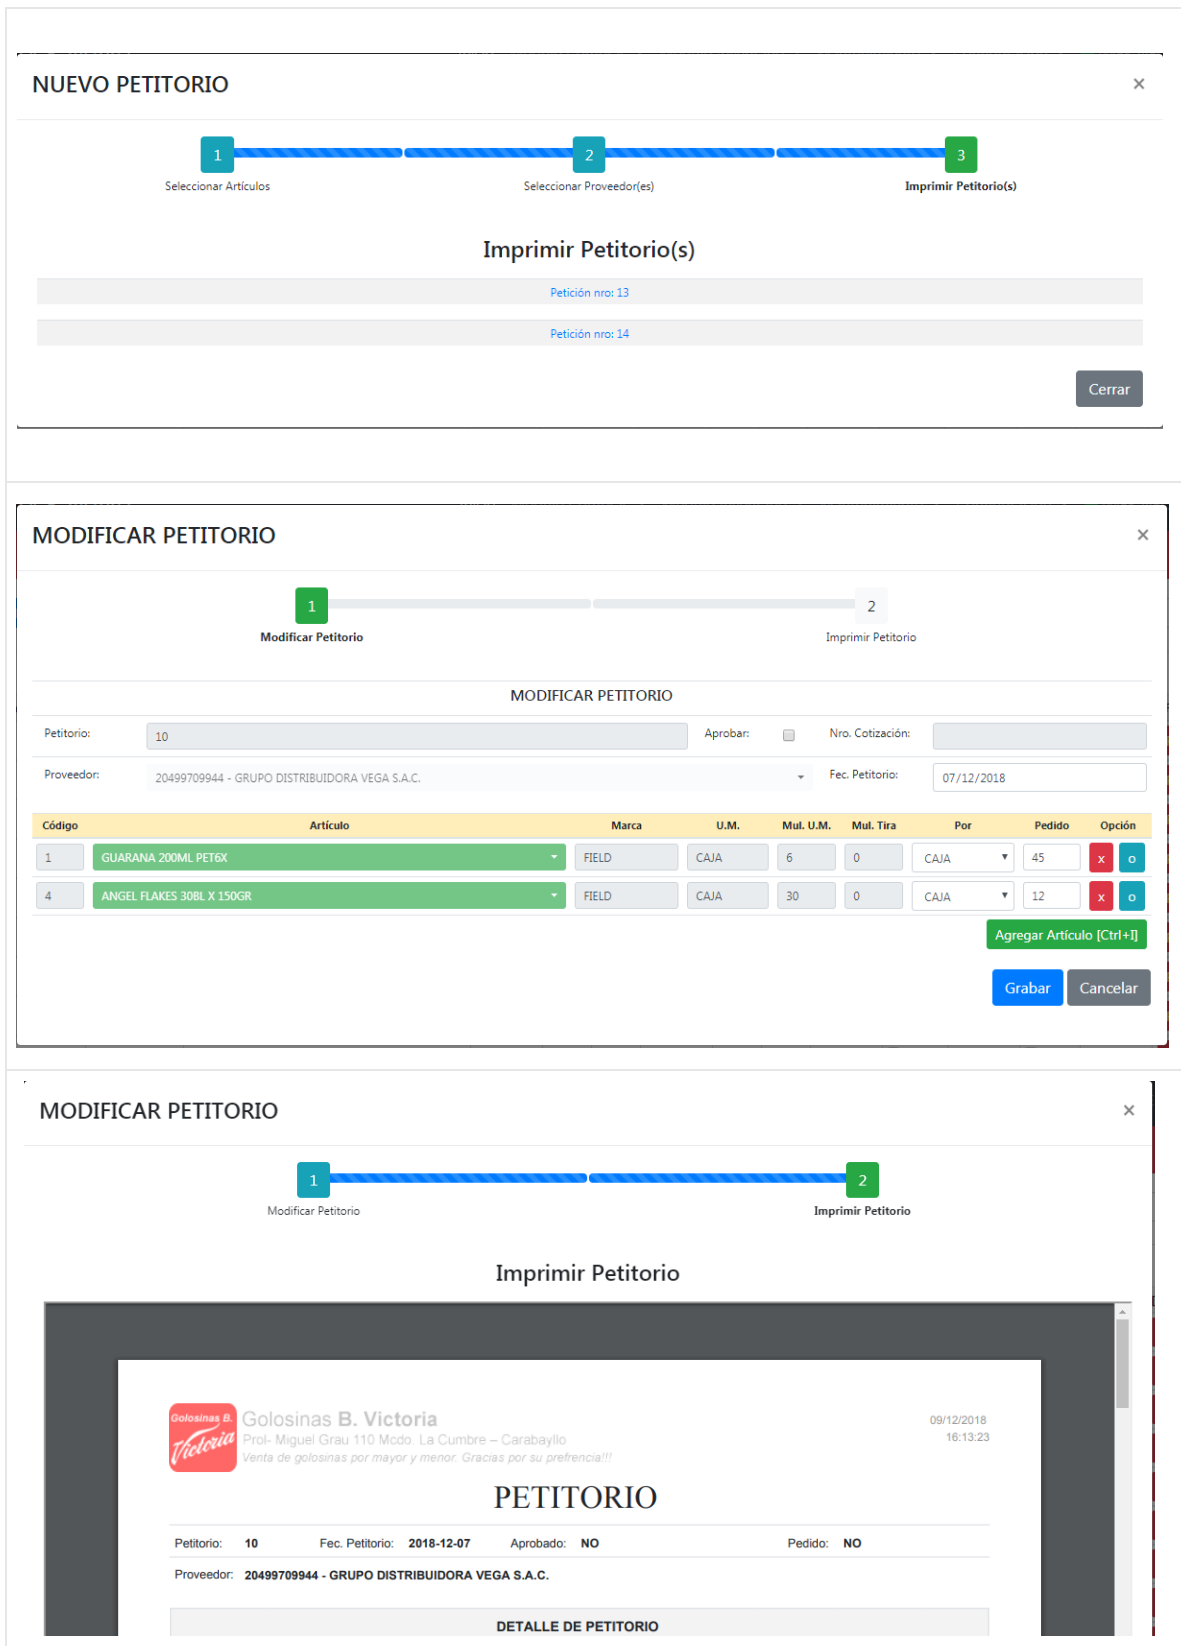 NUEVO PETITORIO ×
1 2 3
Seleccionar Artículos Seleccionar Proveedor(es) Imprimir Petitorio(s)
Imprimir Petitorio(s)
Petición nro: 13
Petición nro: 14
Cerrar
MODIFICAR PETITORIO ×
1 2
Modificar Petitorio Imprimir Petitorio
MODIFICAR PETITORIO
Petitorio: 10 Aprobar: Nro. Cotización:
Proveedor: 20499709944 - GRUPO DISTRIBUIDORA VEGA S.A.C. Fec. Petitorio: 07/12/2018
Código Artículo Marca U.M. Mul. U.M. Mul. Tira Por Pedido Opción
1 GUARANA 200ML PET6X FIELD CAJA 6 0 CAJA 45 x o
4 ANGEL FLAKES 30BL X 150GR FIELD CAJA 30 0 CAJA 12 x o
Agregar Artículo [Ctrl+I]
Grabar Cancelar
MODIFICAR PETITORIO ×
1 2
Modificar Petitorio Imprimir Petitorio
Imprimir Petitorio
Golosinas B. Victoria
Golosinas B. Victoria 09/12/2018
Prol- Miguel Grau 110 Mcdo. La Cumbre – Carabayllo 16:13:23
Venta de golosinas por mayor y menor. Gracias por su prefrencia!!!
PETITORIO
Petitorio: 10 Fec. Petitorio: 2018-12-07 Aprobado: NO Pedido: NO
Proveedor: 20499709944 - GRUPO DISTRIBUIDORA VEGA S.A.C.
DETALLE DE PETITORIO